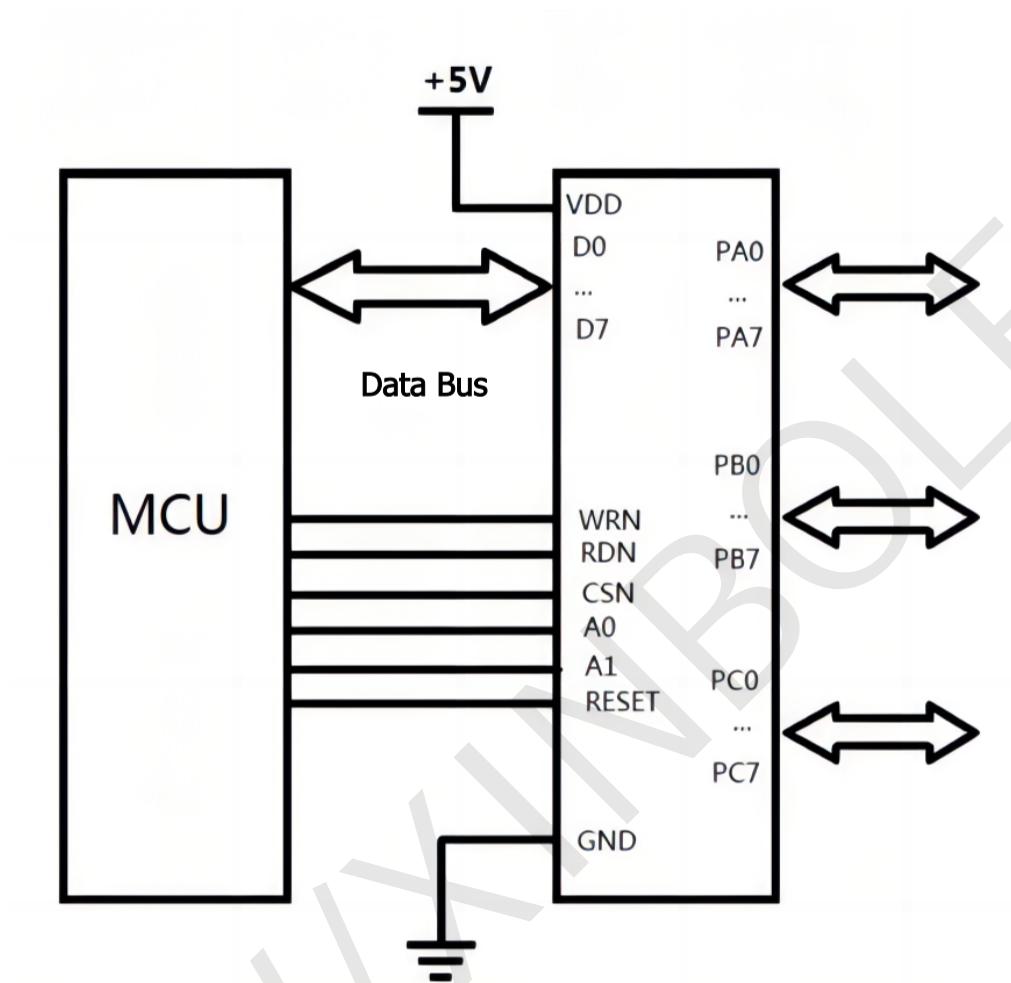 +5V
VDD
D0
...
D7
PA0
...
PA7
Data Bus
MCU
PB0
...
PB7
WRN
RDN
CSN
A0
A1
RESET
PC0
...
PC7
GND